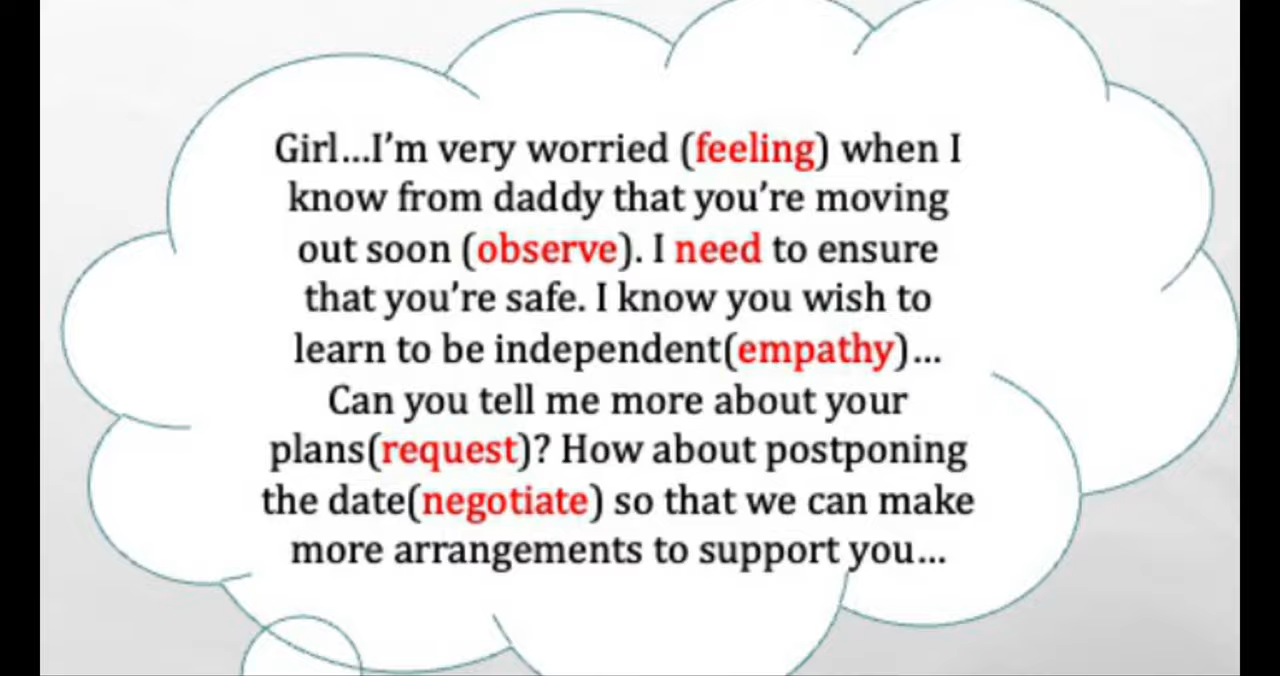 Girl...I'm very worried (feeling) when I
know from daddy that you're moving
out soon (observe). I need to ensure
that you're safe. I know you wish to
learn to be independent(empathy)...
Can you tell me more about your
plans(request)? How about postponing
the date(negotiate) so that we can make
more arrangements to support you...